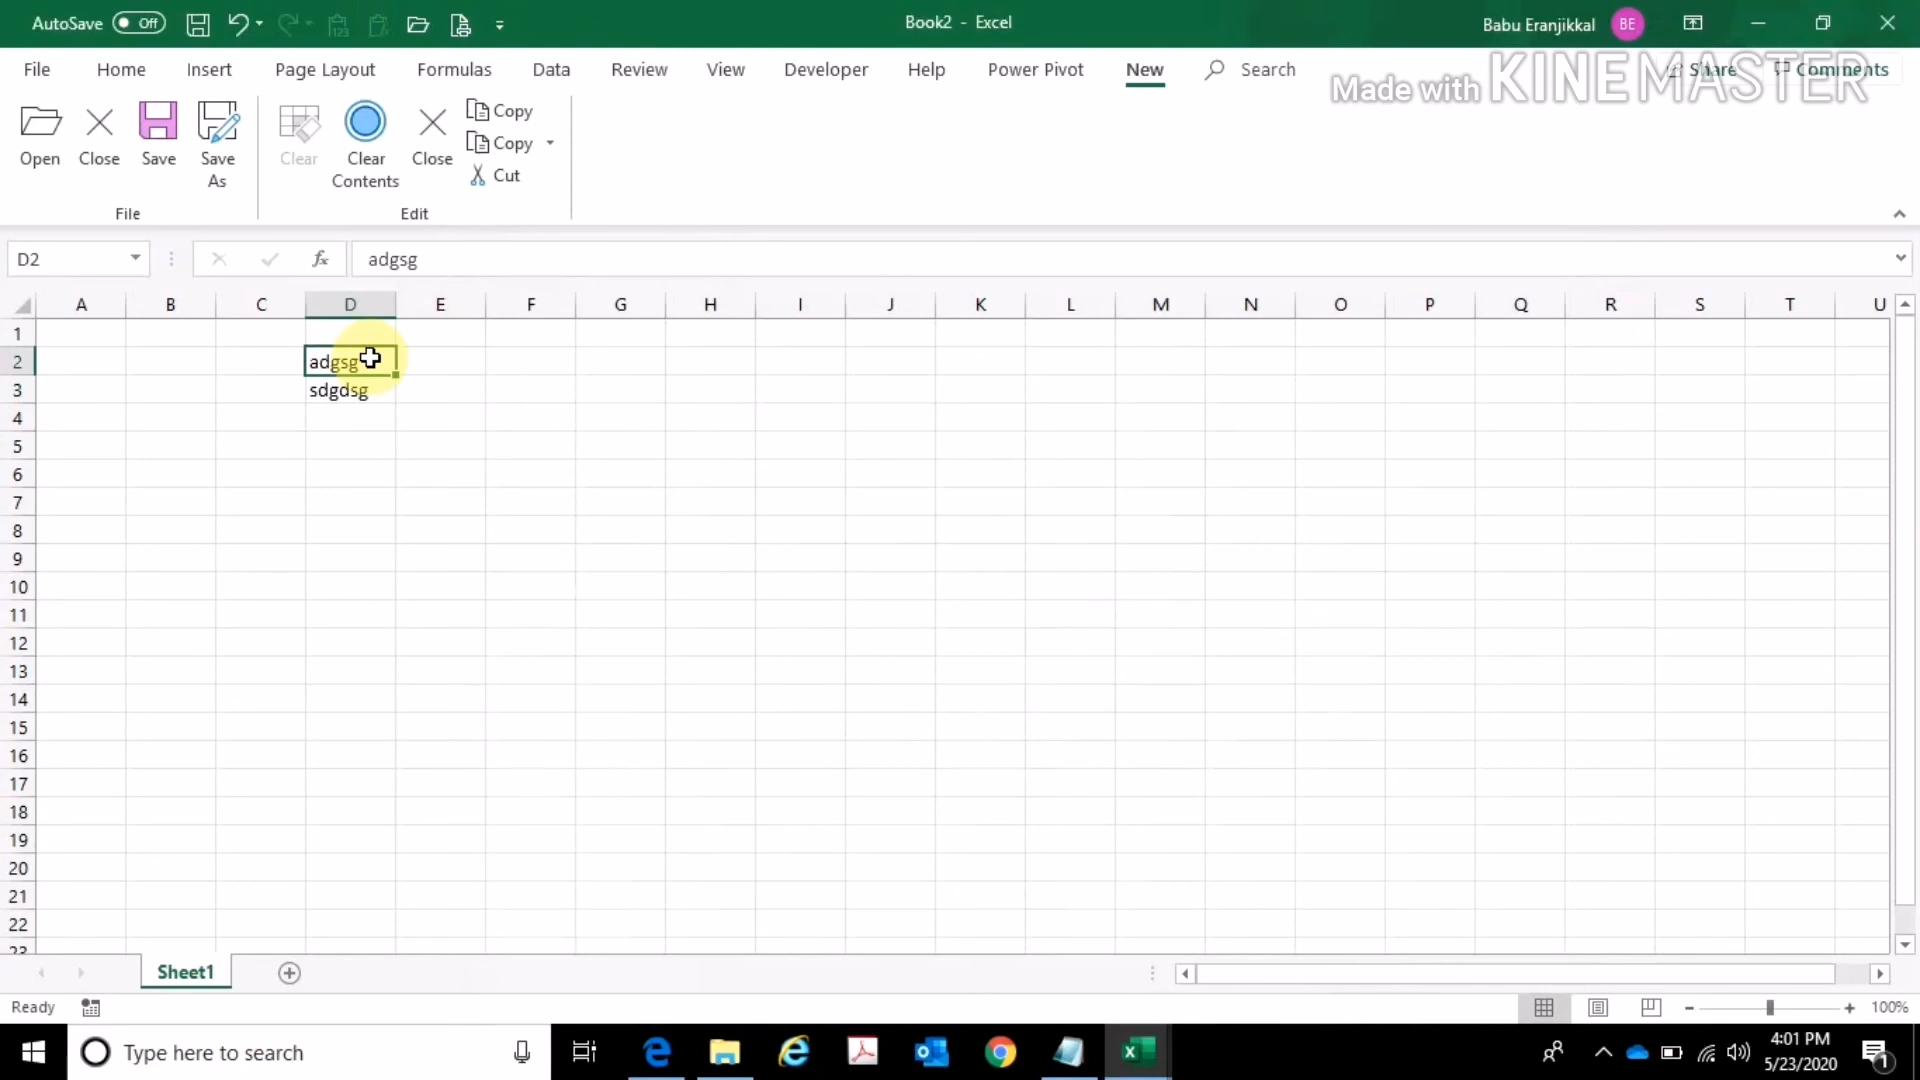 AutoSave Off
Book2 - Excel
Babu Eranjikkal BE
File Home Insert Page Layout Formulas Data Review View Developer Help Power Pivot New Search Share Comments
Made with KINEMASTER
Open Close Save Save As Clear Clear Contents Close
Copy
Copy
Cut
File Edit
D2 fx adgsg
A B C D E F G H I J K L M N O P Q R S T U
1
2 adgsg
3 sdgdsg
4
5
6
7
8
9
10
11
12
13
14
15
16
17
18
19
20
21
22
23
Sheet1
Ready 100%
Type here to search
4:01 PM
5/23/2020
1